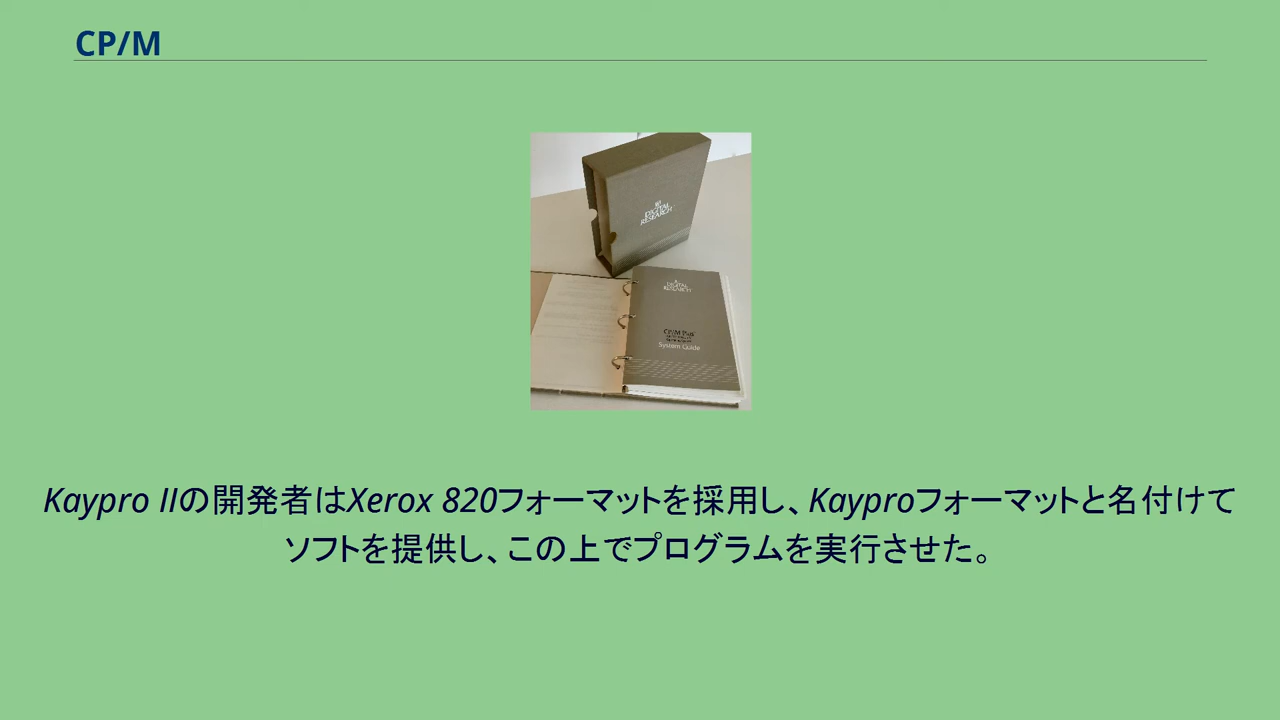 CP/M
DIGITAL
RESEARCH
DIGITAL
RESEARCH
CP/M Plus
System Guide
Kaypro IIの開発者はXerox 820フォーマットを採用し、Kayproフォーマットと名付けて
ソフトを提供し、この上でプログラムを実行させた。